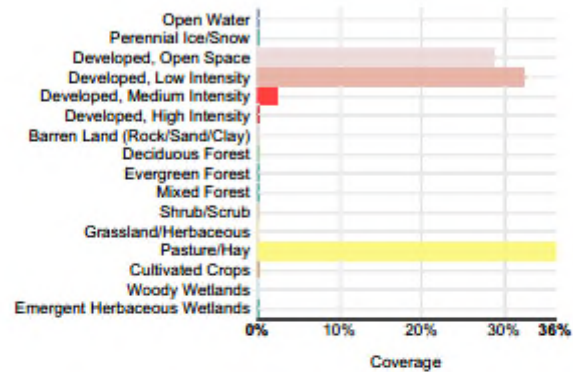 Open Water
Perennial Ice/Snow
Developed, Open Space
Developed, Low Intensity
Developed, Medium Intensity
Developed, High Intensity
Barren Land (Rock/Sand/Clay)
Deciduous Forest
Evergreen Forest
Mixed Forest
Shrub/Scrub
Grassland/Herbaceous
Pasture/Hay
Cultivated Crops
Woody Wetlands
Emergent Herbaceous Wetlands
0% 10% 20% 30% 36%
Coverage